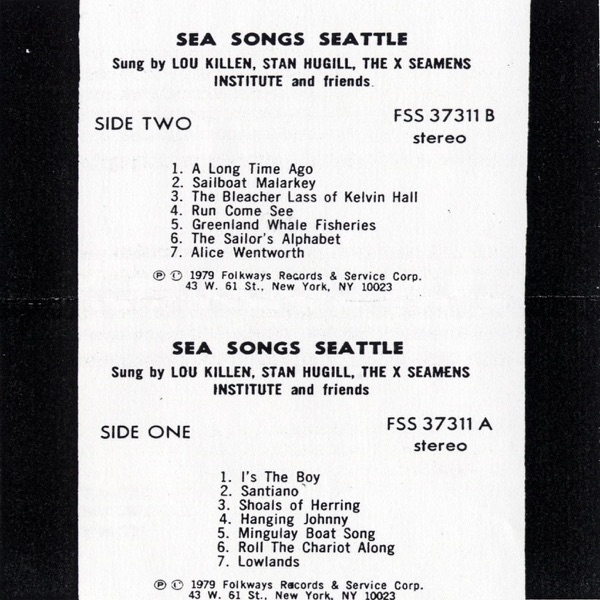 SEA SONGS SEATTLE
Sung by LOU KILLEN, STAN HUGILL, THE X SEAMENS
INSTITUTE and friends.
SIDE TWO
FSS 37311 B
stereo
1. A Long Time Ago
2. Sailboat Malarkey
3. The Bleacher Lass of Kelvin Hall
4. Run Come See
5. Greenland Whale Fisheries
6. The Sailor's Alphabet
7. Alice Wentworth
℗ © 1979 Folkways Records & Service Corp.
43 W. 61 St., New York, NY 10023
SEA SONGS SEATTLE
Sung by LOU KILLEN, STAN HUGILL, THE X SEAMENS
INSTITUTE and friends
SIDE ONE
FSS 37311 A
stereo
1. I's The Boy
2. Santiano
3. Shoals of Herring
4. Hanging Johnny
5. Mingulay Boat Song
6. Roll The Chariot Along
7. Lowlands
℗ © 1979 Folkways Records & Service Corp.
43 W. 61 St., New York, NY 10023